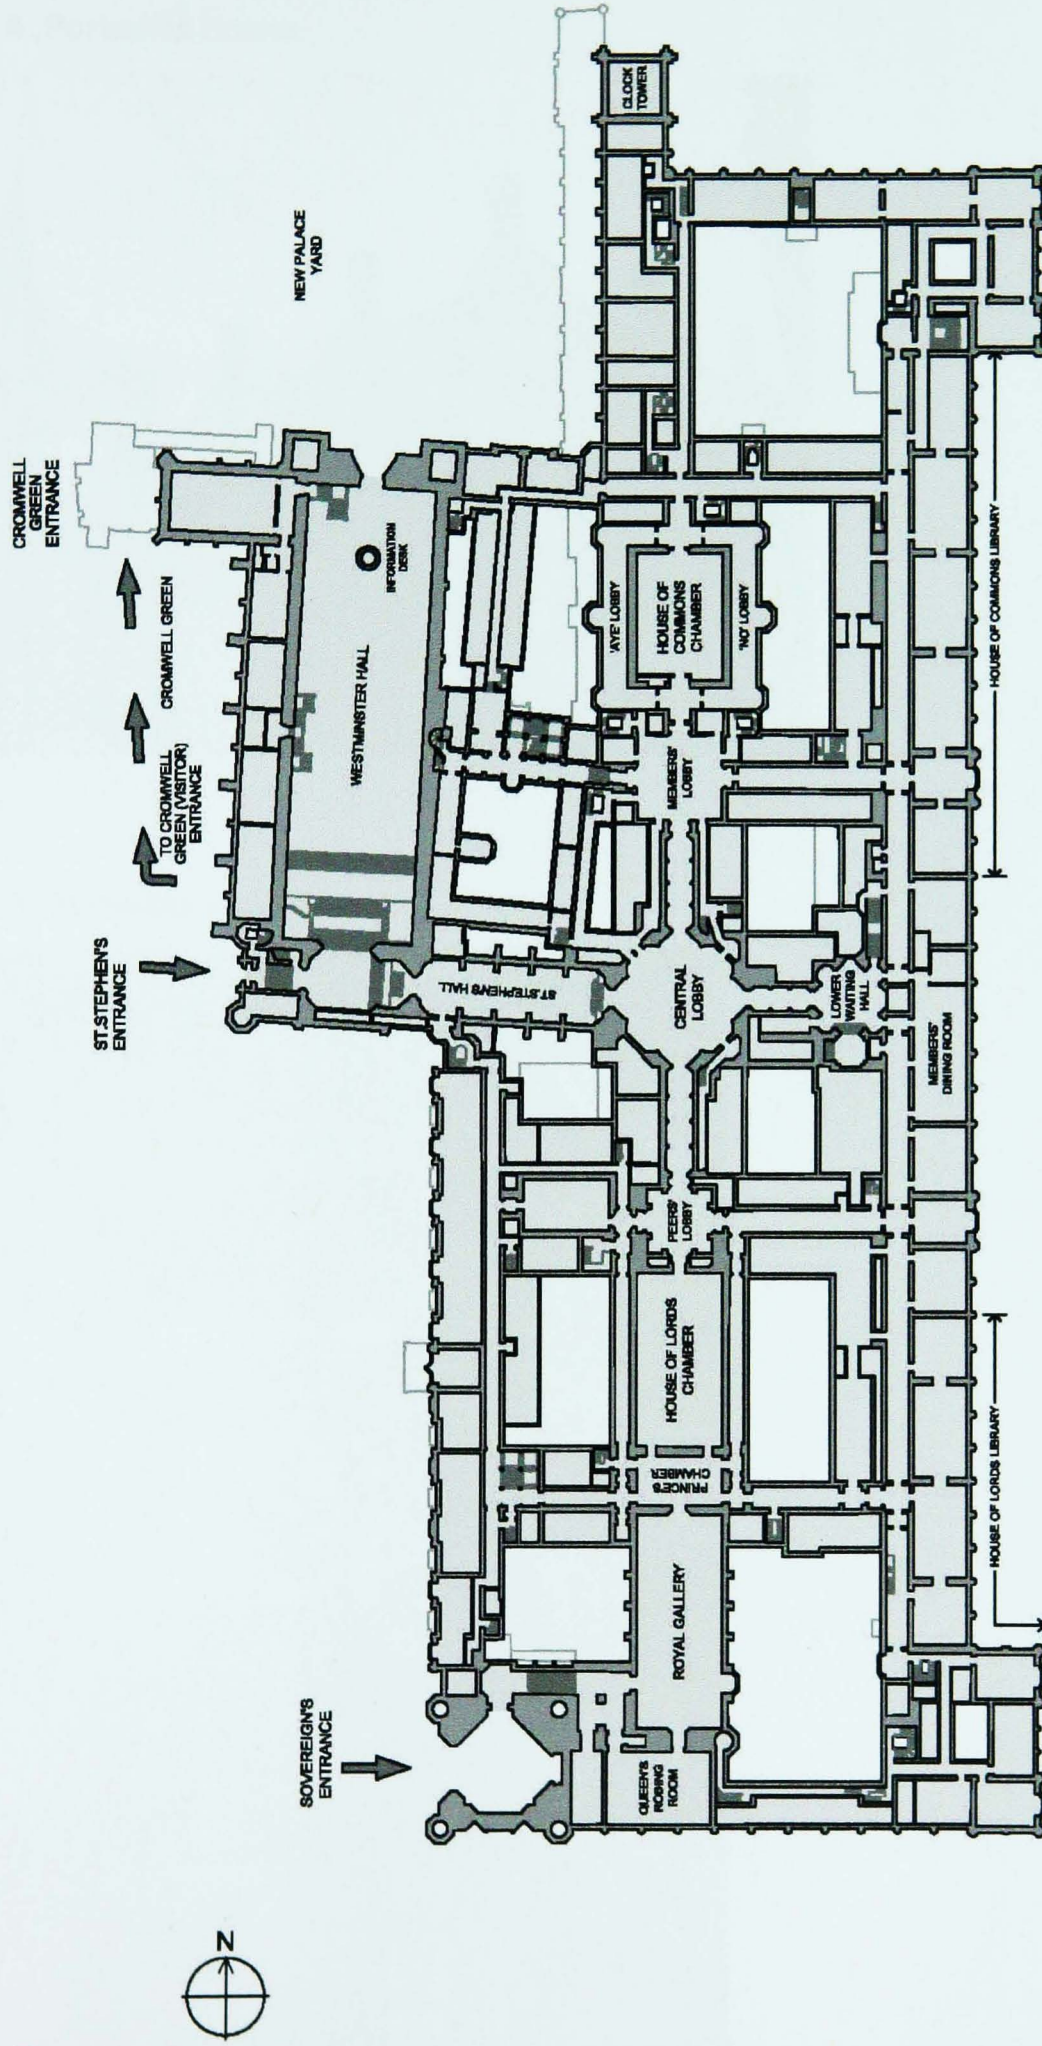 CROMWELL
GREEN
ENTRANCE
ST.STEPHEN'S
ENTRANCE
TO CROMWELL
GREEN (VISITOR)
ENTRANCE
CROMWELL GREEN
N
SOVEREIGN'S
ENTRANCE
NEW PALACE
YARD
WESTMINSTER HALL
INFORMATION
DESK
ST.STEPHEN'S HALL
CLOCK
TOWER
QUEEN'S
ROBING
ROOM
ROYAL GALLERY
PRINCE'S
CHAMBER
HOUSE OF LORDS
CHAMBER
PEERS'
LOBBY
CENTRAL
LOBBY
MEMBERS'
LOBBY
'AYE' LOBBY
HOUSE OF
COMMONS
CHAMBER
'NO' LOBBY
LOWER
WAITING
HALL
MEMBERS'
DINING ROOM
HOUSE OF LORDS LIBRARY
HOUSE OF COMMONS LIBRARY